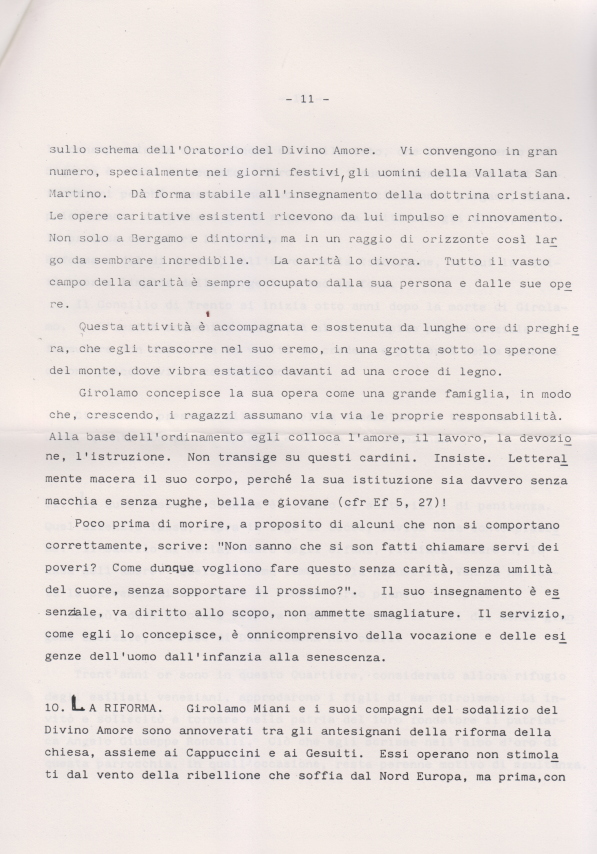 - 11 -
sullo schema dell'Oratorio del Divino Amore. Vi convengono in gran
numero, specialmente nei giorni festivi, gli uomini della Vallata San
Martino. Dà forma stabile all'insegnamento della dottrina cristiana.
Le opere caritative esistenti ricevono da lui impulso e rinnovamento.
Non solo a Bergamo e dintorni, ma in un raggio di orizzonte così lar
go da sembrare incredibile. La carità lo divora. Tutto il vasto
campo della carità è sempre occupato dalla sua persona e dalle sue ope
re.
Questa attività è accompagnata e sostenuta da lunghe ore di preghie
ra, che egli trascorre nel suo eremo, in una grotta sotto lo sperone
del monte, dove vibra estatico davanti ad una croce di legno.
Girolamo concepisce la sua opera come una grande famiglia, in modo
che, crescendo, i ragazzi assumano via via le proprie responsabilità.
Alla base dell'ordinamento egli colloca l'amore, il lavoro, la devozio
ne, l'istruzione. Non transige su questi cardini. Insiste. Letteral
mente macera il suo corpo, perché la sua istituzione sia davvero senza
macchia e senza rughe, bella e giovane (cfr Ef 5, 27)!
Poco prima di morire, a proposito di alcuni che non si comportano
correttamente, scrive: "Non sanno che si son fatti chiamare servi dei
poveri? Come dunque vogliono fare questo senza carità, senza umiltà
del cuore, senza sopportare il prossimo?". Il suo insegnamento è es
senziale, va diritto allo scopo, non ammette smagliature. Il servizio,
come egli lo concepisce, è onnicomprensivo della vocazione e delle esi
genze dell'uomo dall'infanzia alla senescenza.
10. LA RIFORMA. Girolamo Miani e i suoi compagni del sodalizio del
Divino Amore sono annoverati tra gli antesignani della riforma della
chiesa, assieme ai Cappuccini e ai Gesuiti. Essi operano non stimola
ti dal vento della ribellione che soffia dal Nord Europa, ma prima,con